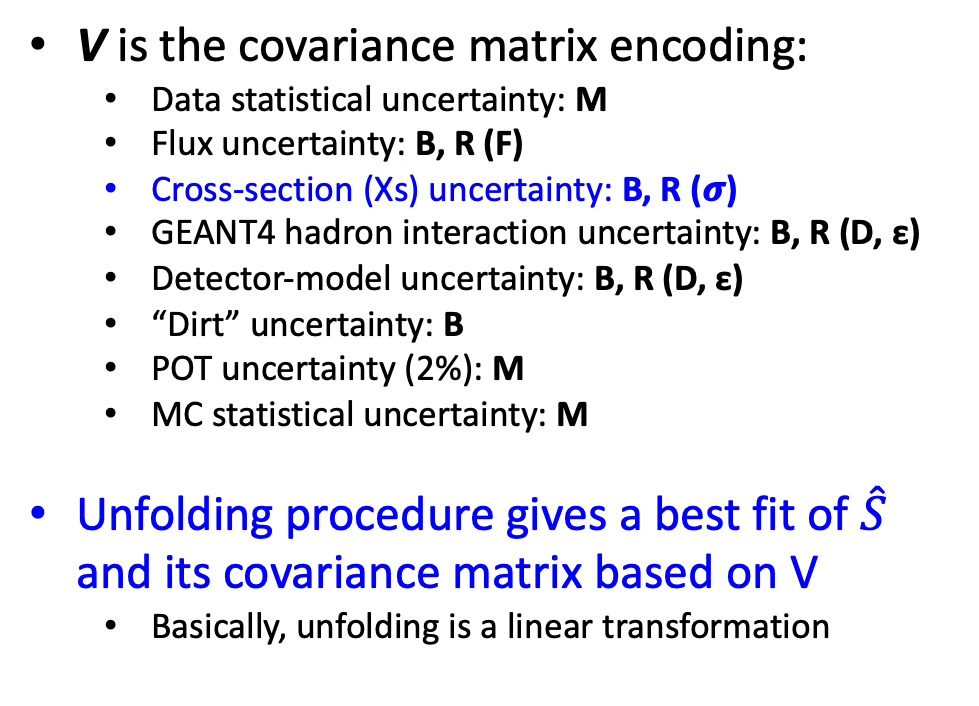 • V is the covariance matrix encoding:
• Data statistical uncertainty: M
• Flux uncertainty: B, R (F)
• Cross-section (Xs) uncertainty: B, R (σ)
• GEANT4 hadron interaction uncertainty: B, R (D, ε)
• Detector-model uncertainty: B, R (D, ε)
• “Dirt” uncertainty: B
• POT uncertainty (2%): M
• MC statistical uncertainty: M
• Unfolding procedure gives a best fit of Ŝ
and its covariance matrix based on V
• Basically, unfolding is a linear transformation